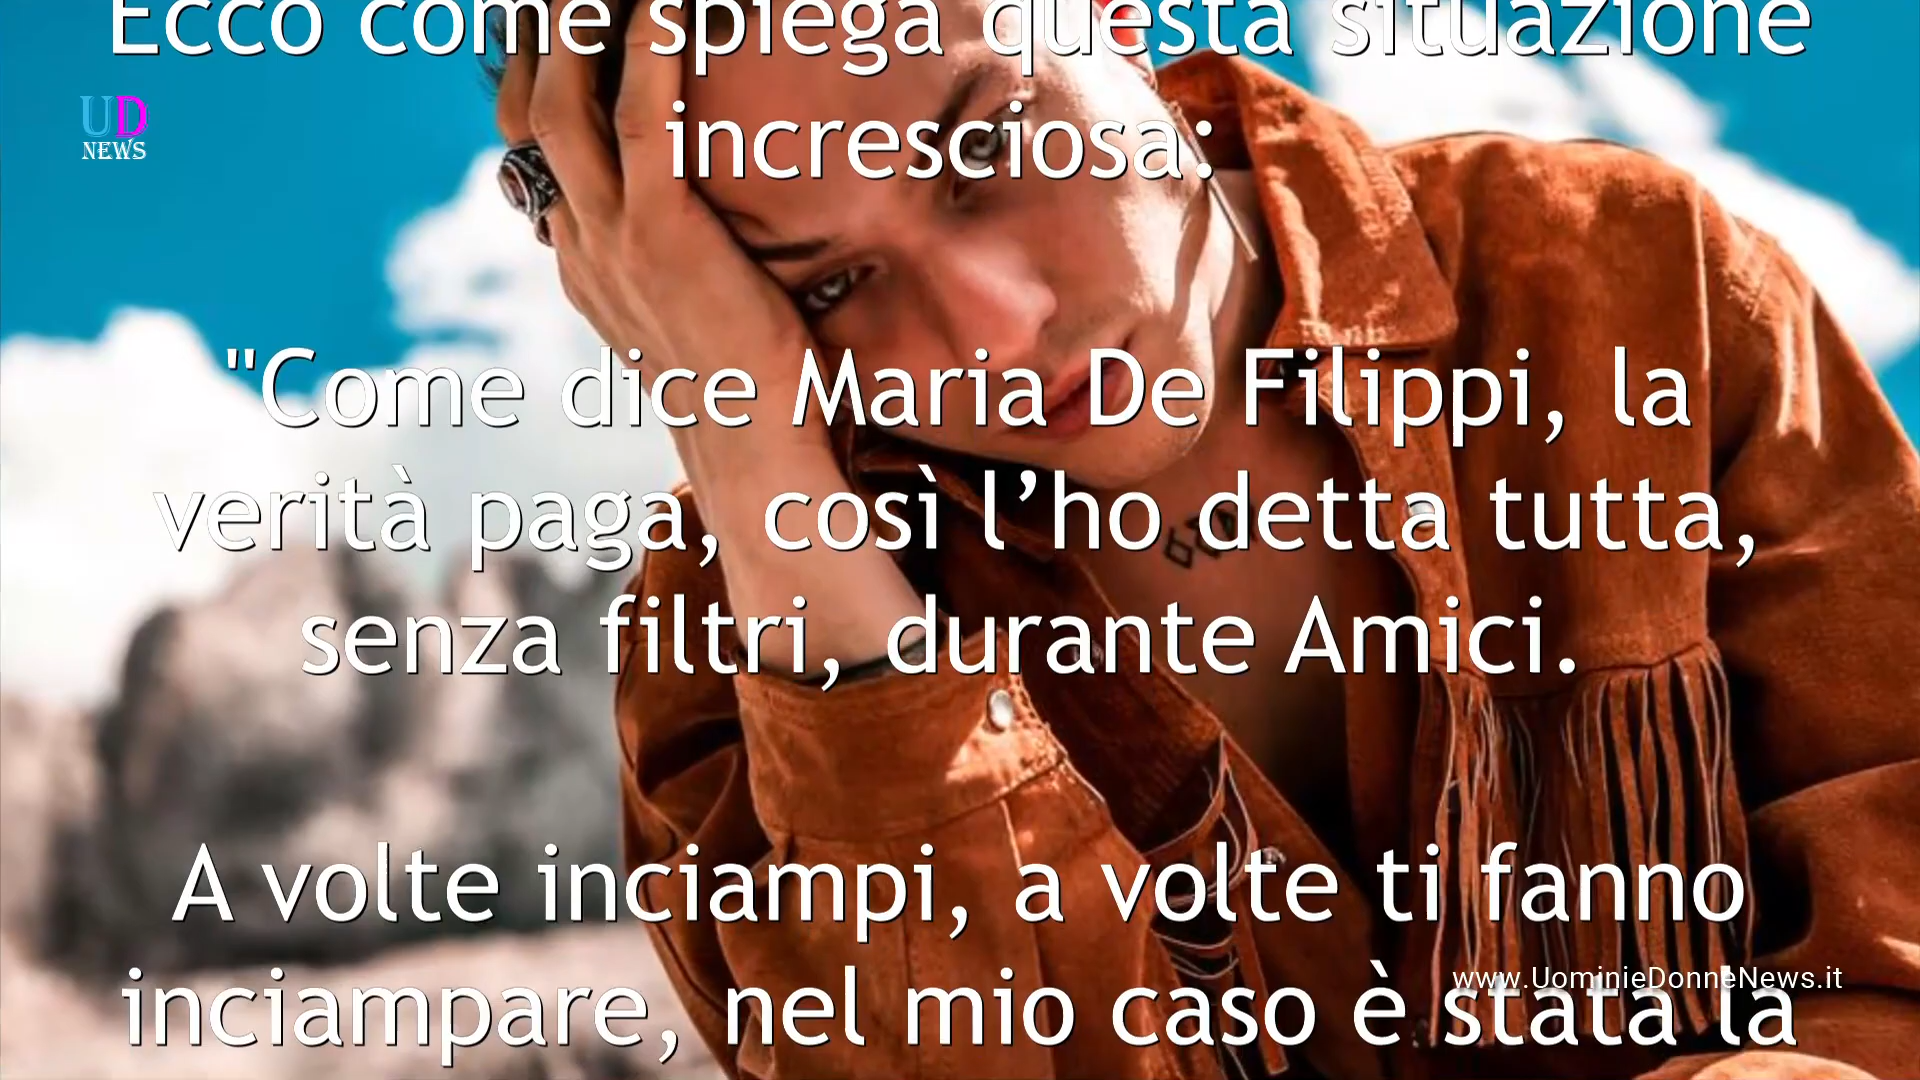 Ecco come spiega questa situazione
incresciosa:
UD
NEWS
"Come dice Maria De Filippi, la
verità paga, così l’ho detta tutta,
senza filtri, durante Amici.
A volte inciampi, a volte ti fanno
inciampare, nel mio caso è stata la
www.UominieDonneNews.it